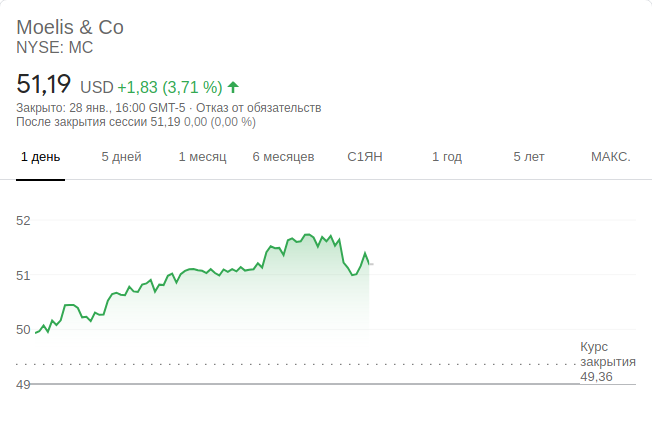 Moelis & Co
NYSE: MC
51,19 USD +1,83 (3,71 %)
Закрыто: 28 янв., 16:00 GMT-5 · Отказ от обязательств
После закрытия сессии 51,19 0,00 (0,00 %)
1 день 5 дней 1 месяц 6 месяцев С1ЯН 1 год 5 лет МАКС.
52
51
50
Курс
закрытия
49,36
49